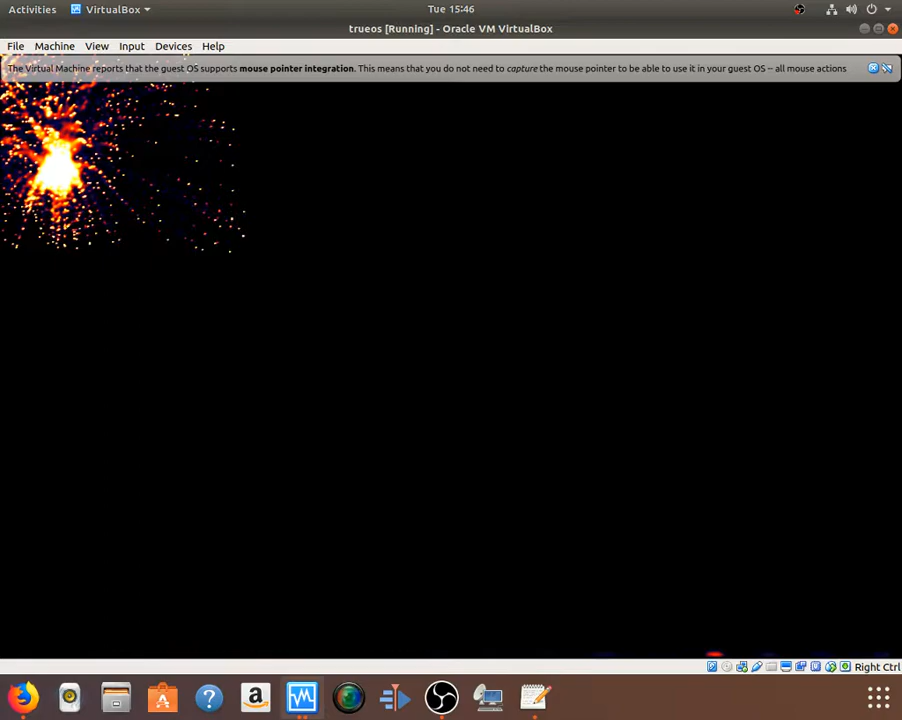 Activities VirtualBox Tue 15:46
trueos [Running] - Oracle VM VirtualBox
File Machine View Input Devices Help
The Virtual Machine reports that the guest OS supports mouse pointer integration. This means that you do not need to capture the mouse pointer to be able to use it in your guest OS – all mouse actions
Right Ctrl